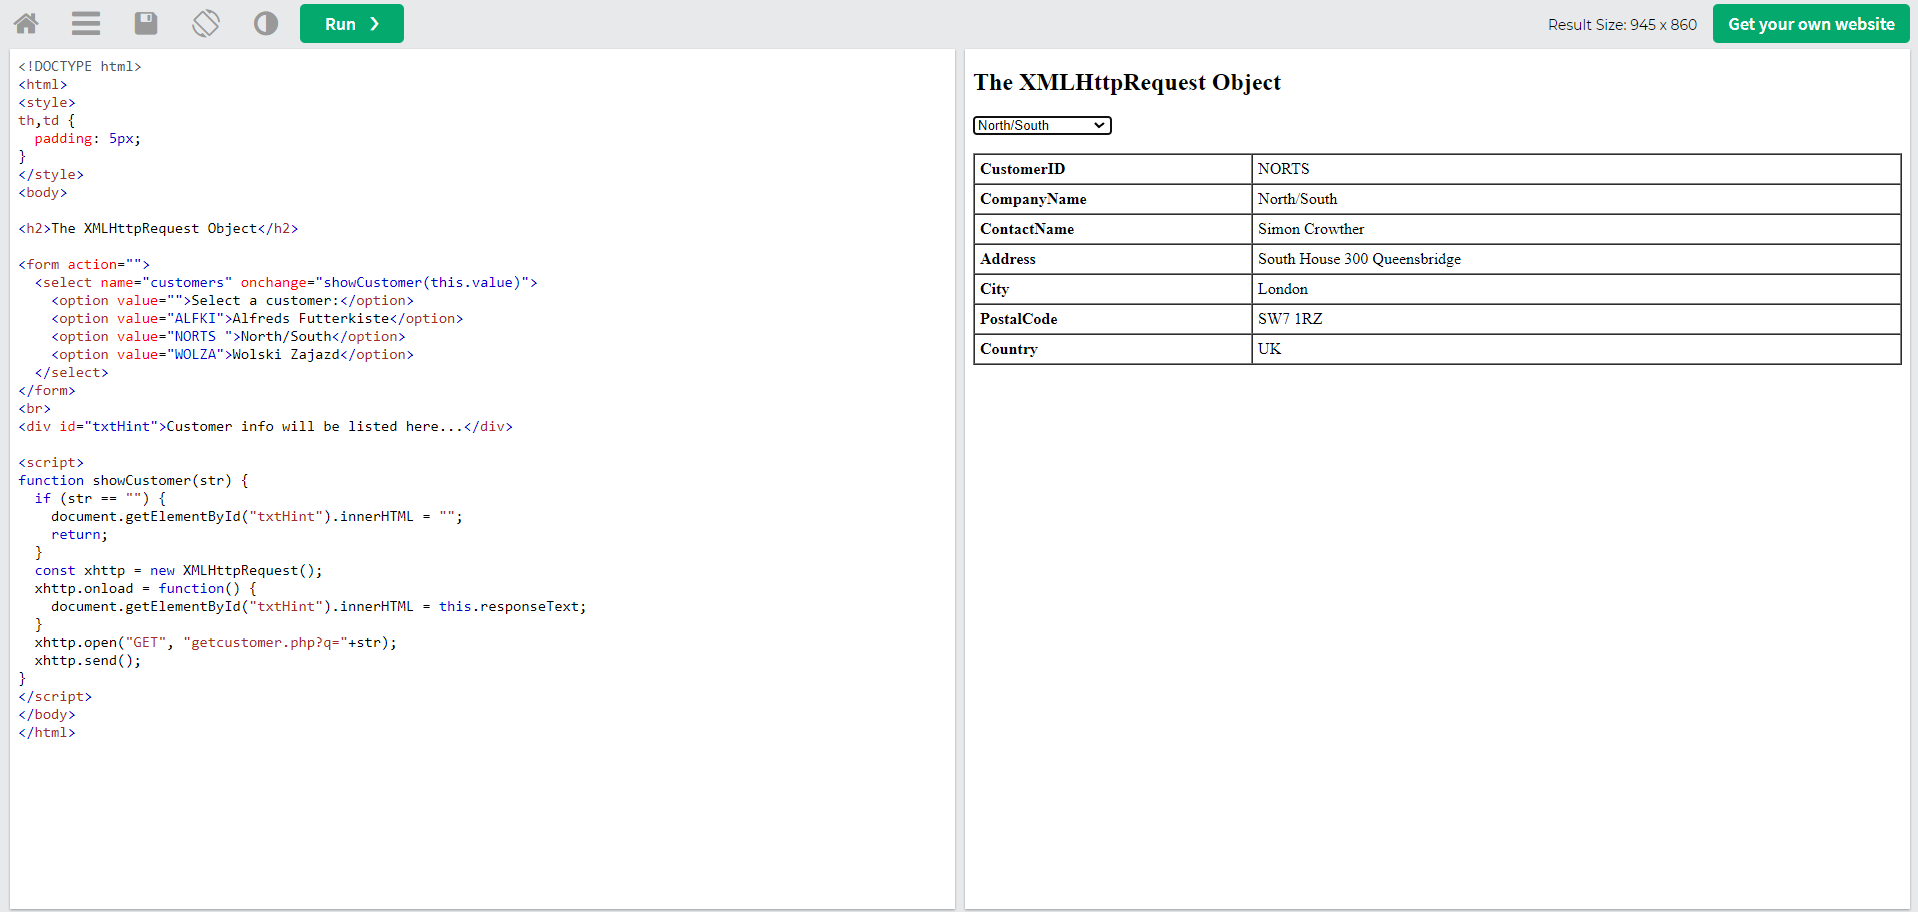 Run ❯
Result Size: 945 x 860
Get your own website
<!DOCTYPE html>
<html>
<style>
th,td {
  padding: 5px;
}
</style>
<body>

<h2>The XMLHttpRequest Object</h2>

<form action="">
  <select name="customers" onchange="showCustomer(this.value)">
    <option value="">Select a customer:</option>
    <option value="ALFKI">Alfreds Futterkiste</option>
    <option value="NORTS ">North/South</option>
    <option value="WOLZA">Wolski Zajazd</option>
  </select>
</form>
<br>
<div id="txtHint">Customer info will be listed here...</div>

<script>
function showCustomer(str) {
  if (str == "") {
    document.getElementById("txtHint").innerHTML = "";
    return;
  }
  const xhttp = new XMLHttpRequest();
  xhttp.onload = function() {
    document.getElementById("txtHint").innerHTML = this.responseText;
  }
  xhttp.open("GET", "getcustomer.php?q="+str);
  xhttp.send();
}
</script>
</body>
</html>
The XMLHttpRequest Object
North/South
CustomerID NORTS
CompanyName North/South
ContactName Simon Crowther
Address South House 300 Queensbridge
City London
PostalCode SW7 1RZ
Country UK